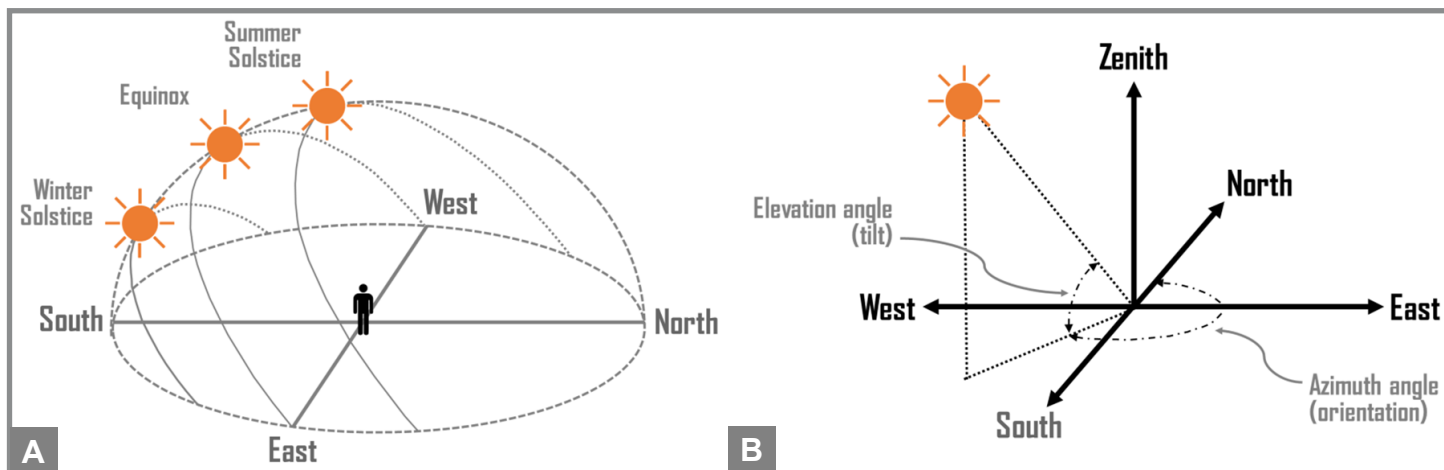 Summer
Solstice
Equinox
Winter
Solstice
West
South
North
East
A
Zenith
North
Elevation angle
(tilt)
West
East
Azimuth angle
(orientation)
South
B